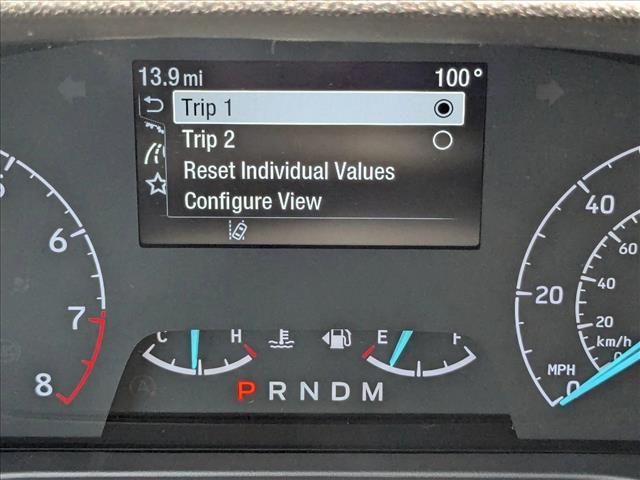 13.9 mi 100°
Trip 1
Trip 2
Reset Individual Values
Configure View
6
7
8
40
20
MPH 0
60
40
20
km/h
0
C H E F
P R N D M